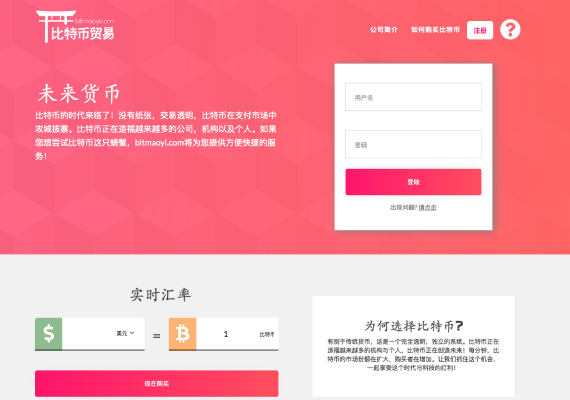 bitmaoyi.com
比特币贸易
公司简介
如何购买比特币
注册
?
未来货币
比特币的时代来临了！没有纸张，交易透明，比特币在支付市场中
攻城拔寨。比特币正在造福越来越多的公司，机构以及个人。如果
您想尝试比特币这只螃蟹，bitmaoyi.com将为您提供方便快捷的服
务！
用户名
密码
登陆
出现问题? 请点击
实时汇率
$
美元
=
1
比特币
现在购买
为何选择比特币?
有别于传统货币，这是一个完全透明，独立的系统。比特币正在
造福越来越多的机构与个人。比特币正在创造未来！每分钟，比
特币的市场份额在扩大，购买者在增加。让我们抓住这个机会，
一起享受这个时代与科技的红利！